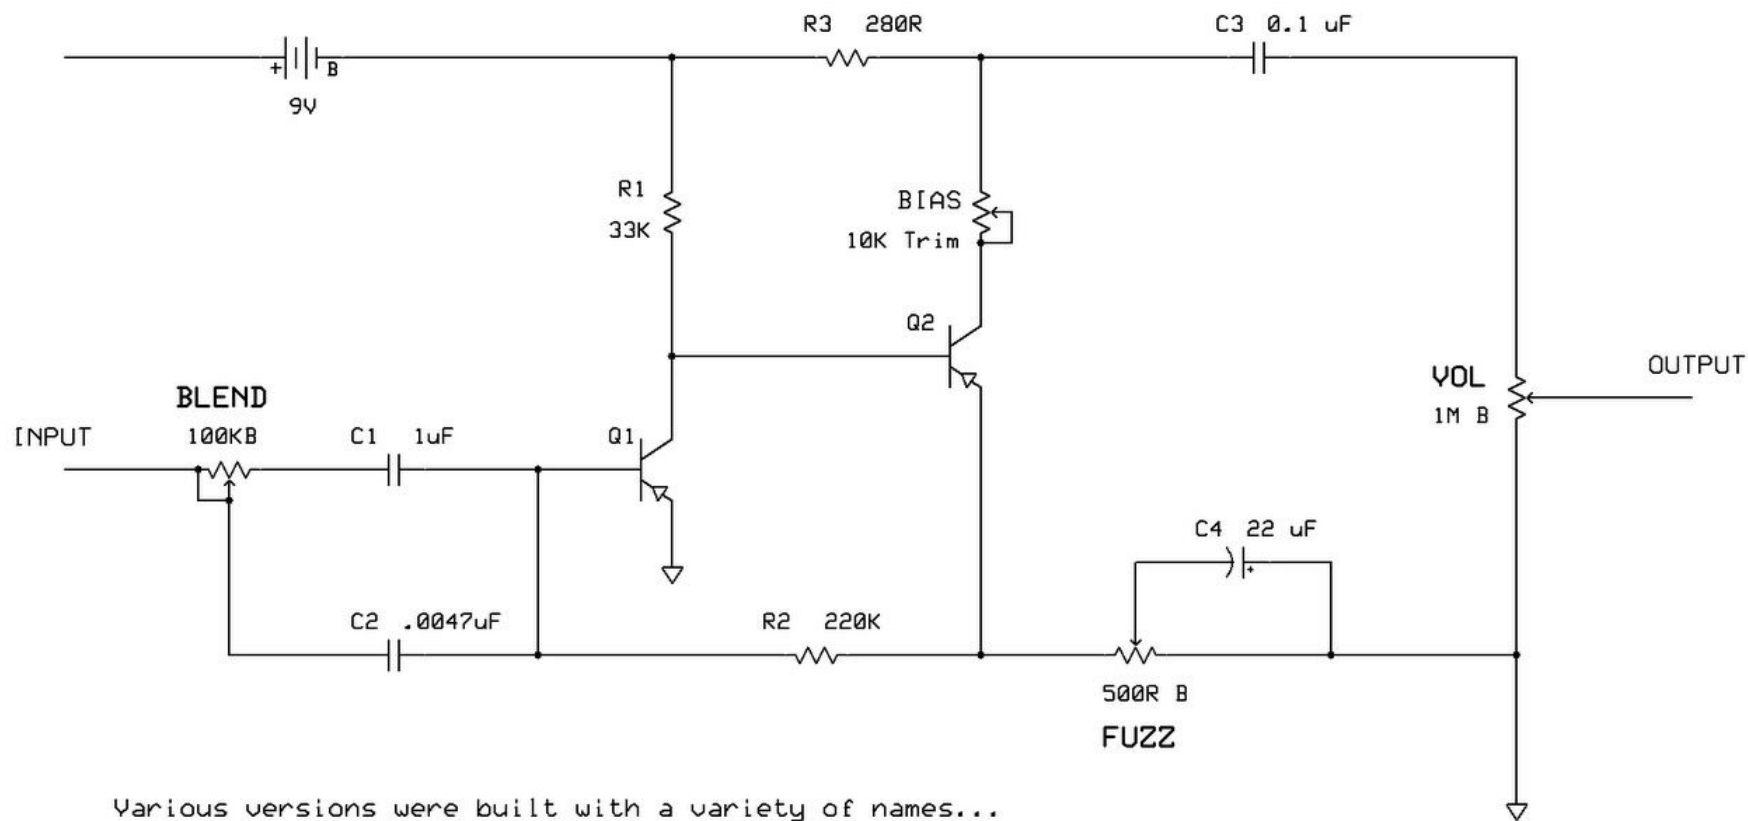 R3 280R
C3 0.1 uF
+ B
9V
R1
33K
BIAS
10K Trim
Q2
BLEND
100KB
INPUT
C1 1uF
Q1
VOL
1M B
OUTPUT
C4 22 uF
+
C2 .0047uF
R2 220K
500R B
FUZZ
Various versions were built with a variety of names...